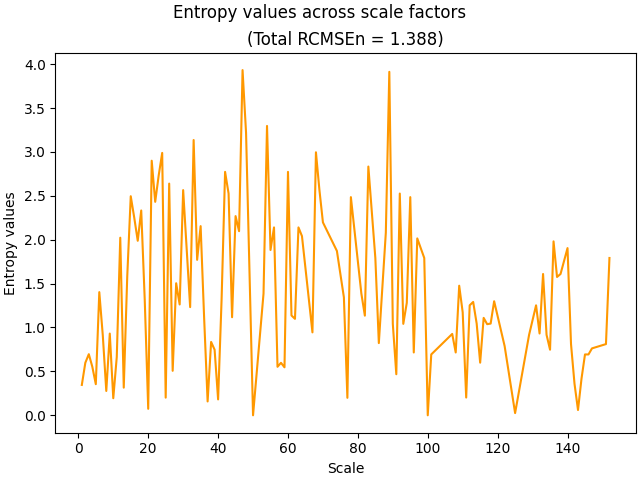 Entropy values across scale factors
(Total RCMSEn = 1.388)
4.0
3.5
3.0
2.5
2.0
1.5
1.0
0.5
0.0
Entropy values
0 20 40 60 80 100 120 140
Scale